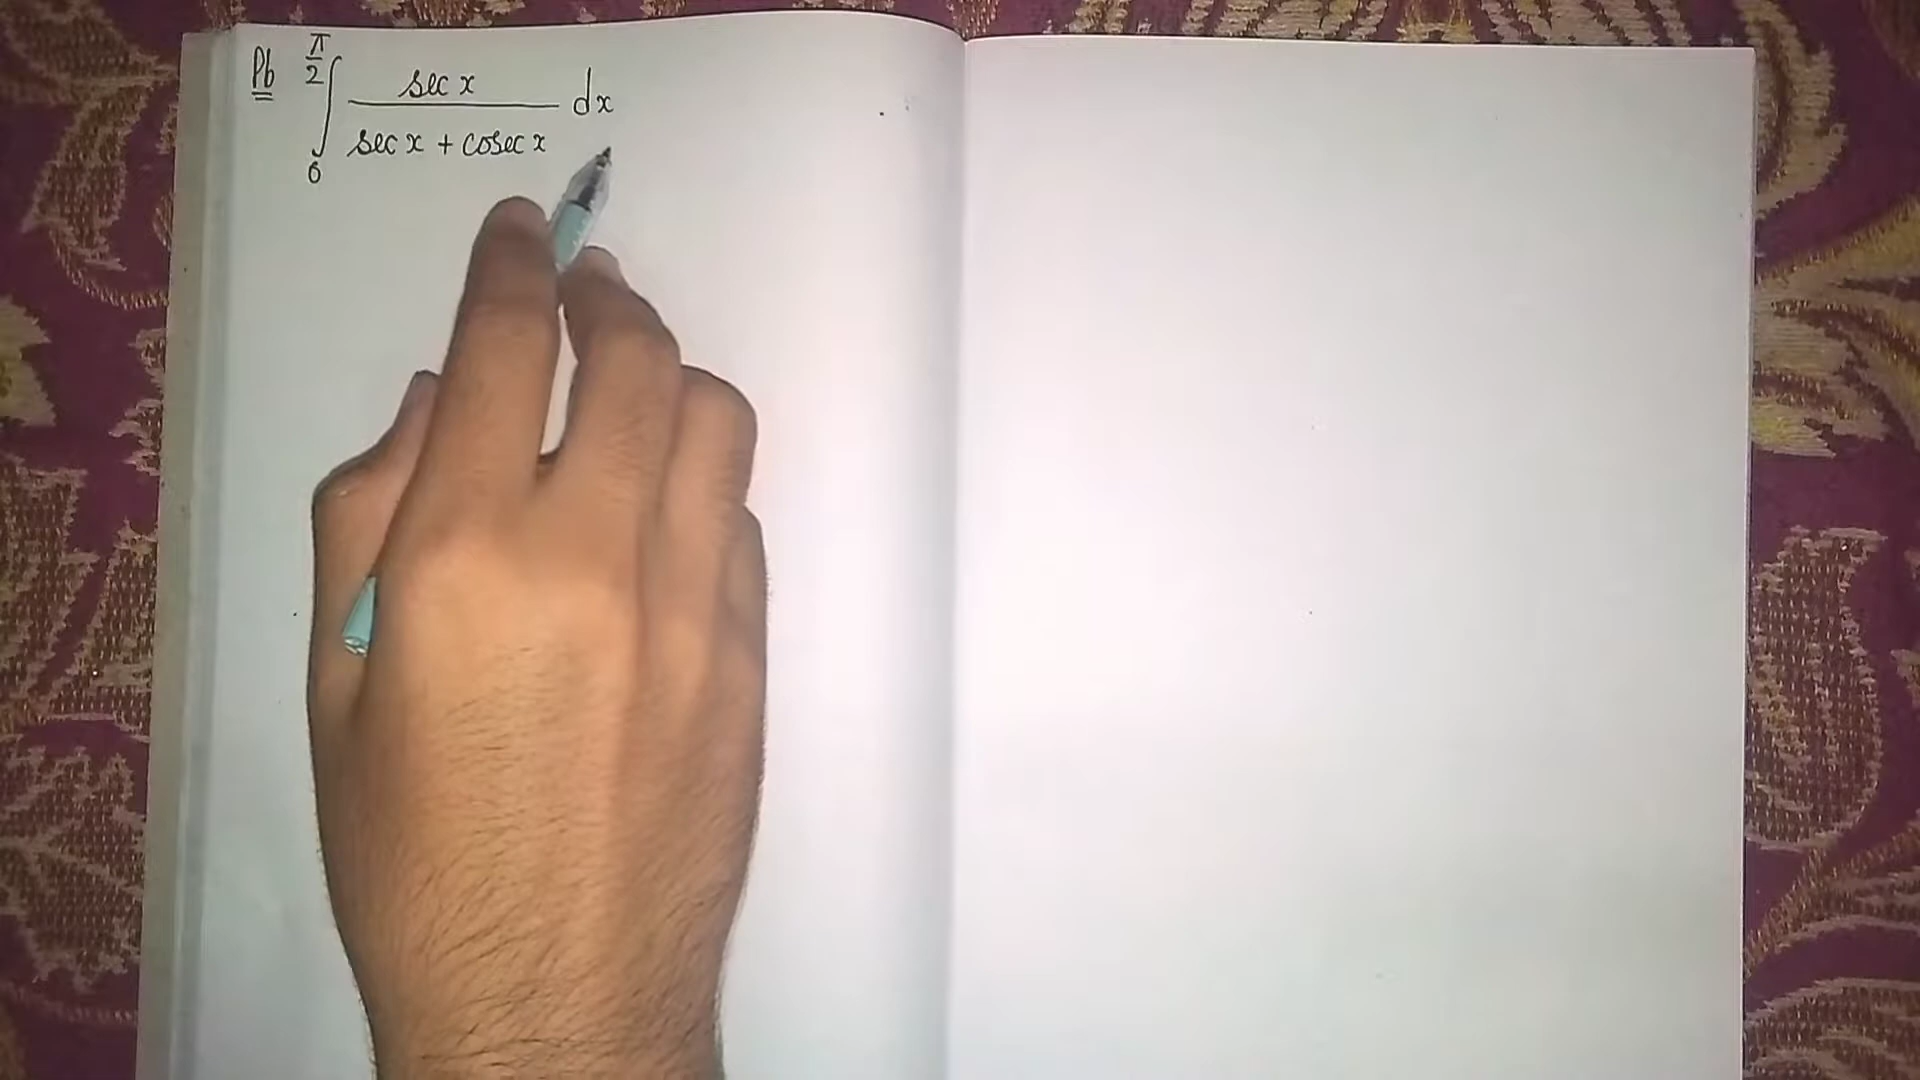 Pb ∫₀^{π/2} sec x / (sec x + cosec x) dx